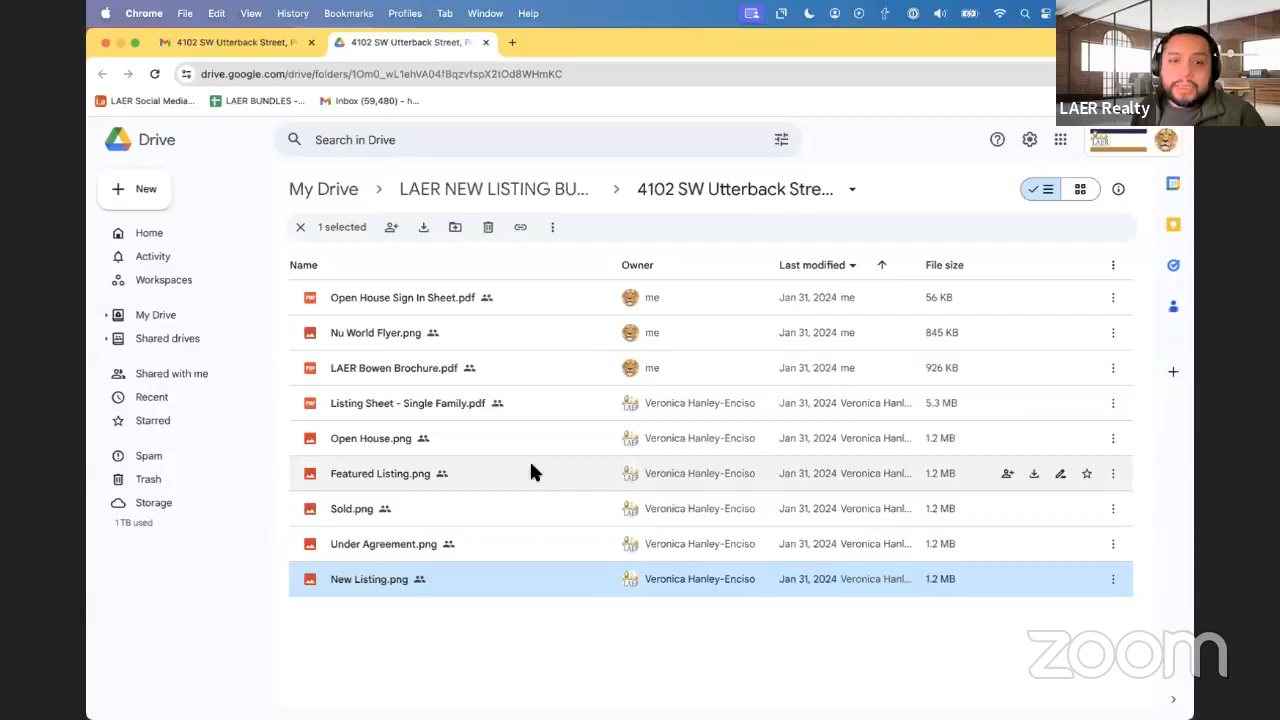 Chrome File Edit View History Bookmarks Profiles Tab Window Help
4102 SW Utterback Street, P
4102 SW Utterback Street, P
drive.google.com/drive/folders/1Om0_wL1ehVA04fBqzvfspX2tOd8WHmKC
LAER Social Media... LAER BUNDLES -... Inbox (59,480) - h...
LAER Realty
Drive
Search in Drive
LAER
New
My Drive > LAER NEW LISTING BU... > 4102 SW Utterback Stre...
1 selected
Home
Activity
Workspaces
My Drive
Shared drives
Shared with me
Recent
Starred
Spam
Trash
Storage
1 TB used
Name Owner Last modified File size
PDF Open House Sign In Sheet.pdf me Jan 31, 2024 me 56 KB
Nu World Flyer.png me Jan 31, 2024 me 845 KB
PDF LAER Bowen Brochure.pdf me Jan 31, 2024 me 926 KB
PDF Listing Sheet - Single Family.pdf LAER Veronica Hanley-Enciso Jan 31, 2024 Veronica Hanl... 5.3 MB
Open House.png LAER Veronica Hanley-Enciso Jan 31, 2024 Veronica Hanl... 1.2 MB
Featured Listing.png LAER Veronica Hanley-Enciso Jan 31, 2024 Veronica Hanl... 1.2 MB
Sold.png LAER Veronica Hanley-Enciso Jan 31, 2024 Veronica Hanl... 1.2 MB
Under Agreement.png LAER Veronica Hanley-Enciso Jan 31, 2024 Veronica Hanl... 1.2 MB
New Listing.png LAER Veronica Hanley-Enciso Jan 31, 2024 Veronica Hanl... 1.2 MB
zoom